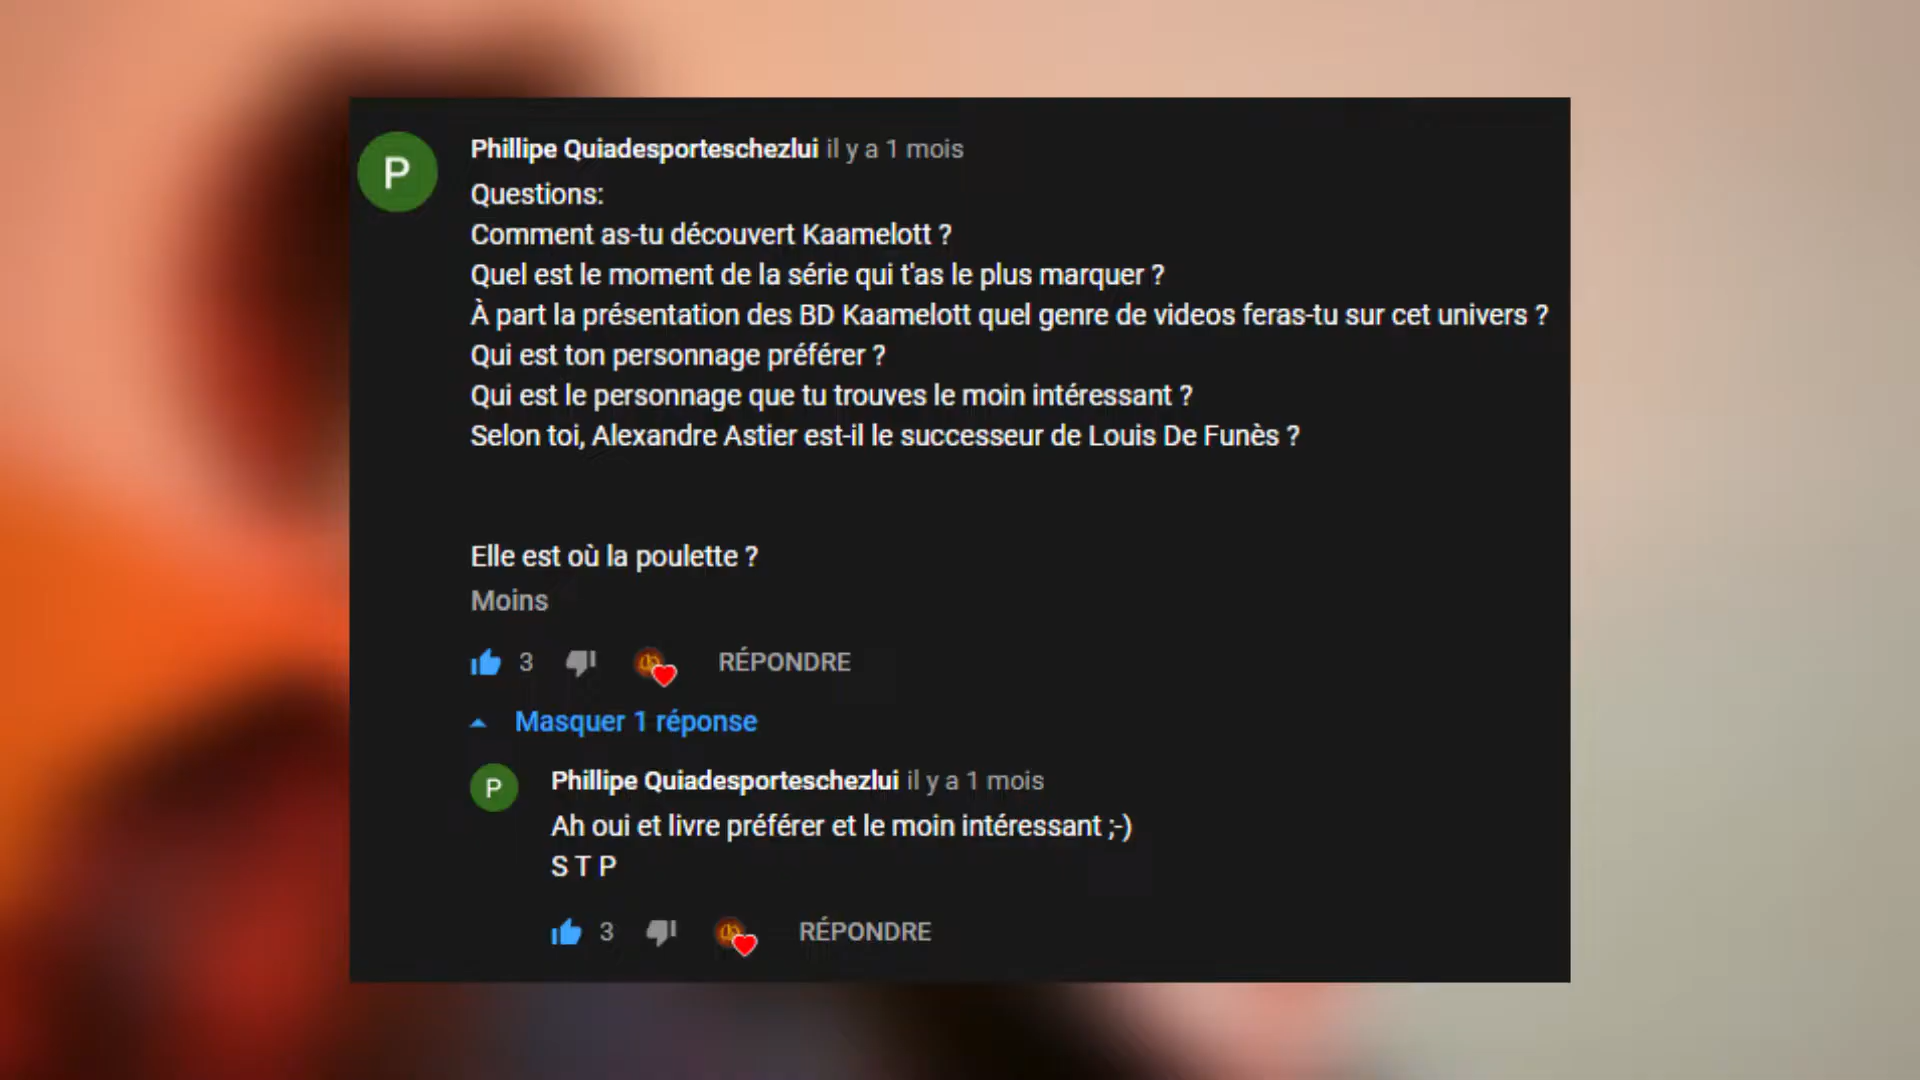 P
Phillipe Quiadesporteschezlui il y a 1 mois
Questions:
Comment as-tu découvert Kaamelott ?
Quel est le moment de la série qui t'as le plus marquer ?
À part la présentation des BD Kaamelott quel genre de videos feras-tu sur cet univers ?
Qui est ton personnage préférer ?
Qui est le personnage que tu trouves le moin intéressant ?
Selon toi, Alexandre Astier est-il le successeur de Louis De Funès ?
Elle est où la poulette ?
Moins
3 RÉPONDRE
Masquer 1 réponse
P
Phillipe Quiadesporteschezlui il y a 1 mois
Ah oui et livre préférer et le moin intéressant ;-)
S T P
3 RÉPONDRE